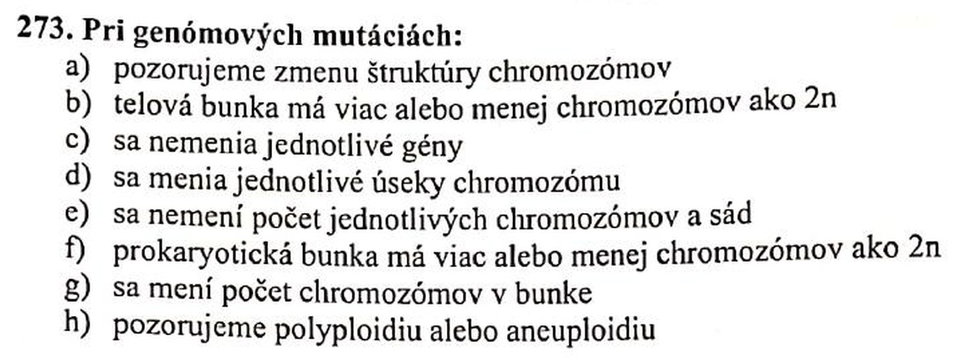 273. Pri genómových mutáciách:
a) pozorujeme zmenu štruktúry chromozómov
b) telová bunka má viac alebo menej chromozómov ako 2n
c) sa nemenia jednotlivé gény
d) sa menia jednotlivé úseky chromozómu
e) sa nemení počet jednotlivých chromozómov a sád
f) prokaryotická bunka má viac alebo menej chromozómov ako 2n
g) sa mení počet chromozómov v bunke
h) pozorujeme polyploidiu alebo aneuploidiu